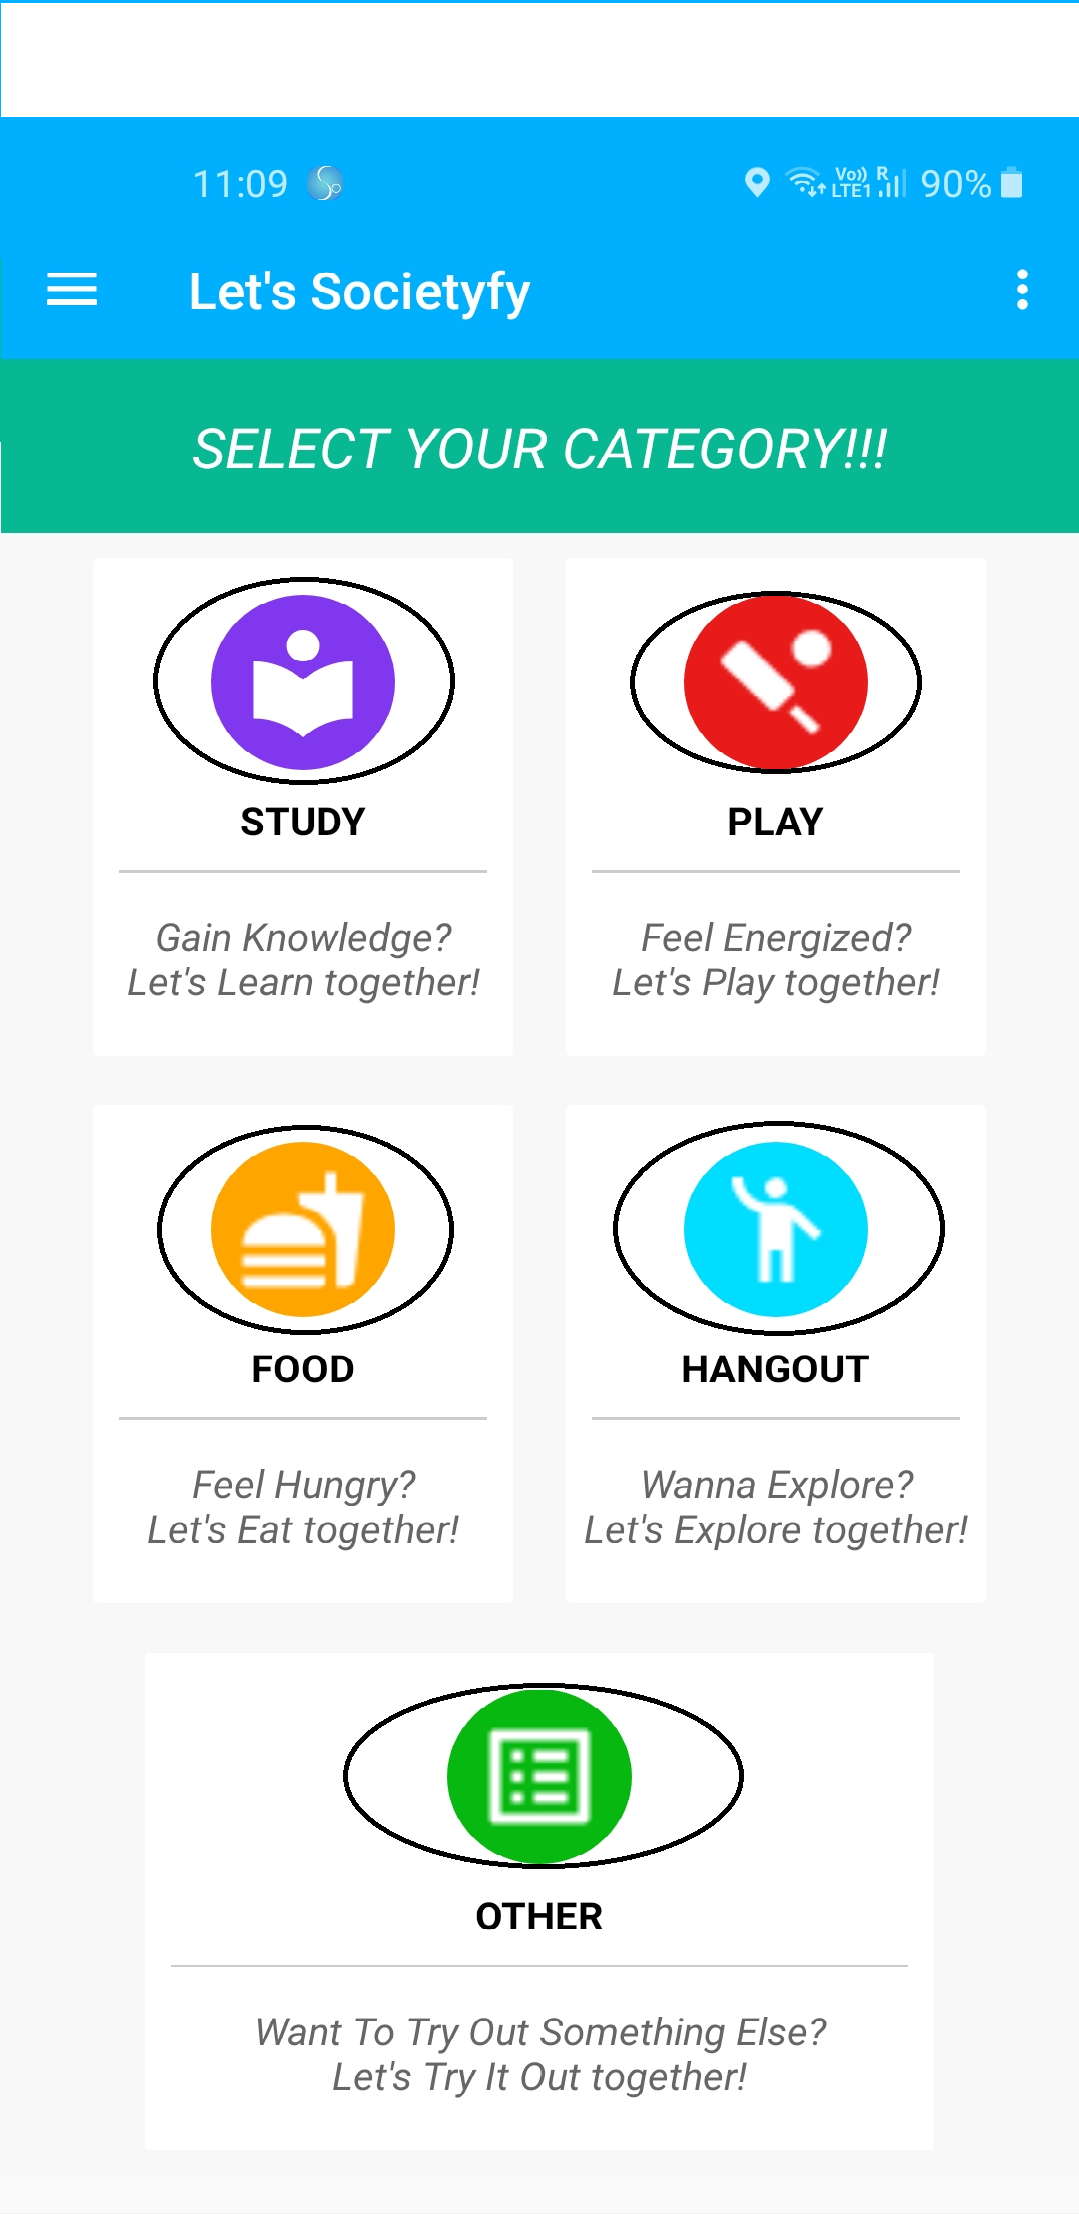 11:09 Vo)) LTE1 R 90%
Let's Societyfy
SELECT YOUR CATEGORY!!!
STUDY
Gain Knowledge?
Let's Learn together!
PLAY
Feel Energized?
Let's Play together!
FOOD
Feel Hungry?
Let's Eat together!
HANGOUT
Wanna Explore?
Let's Explore together!
OTHER
Want To Try Out Something Else?
Let's Try It Out together!